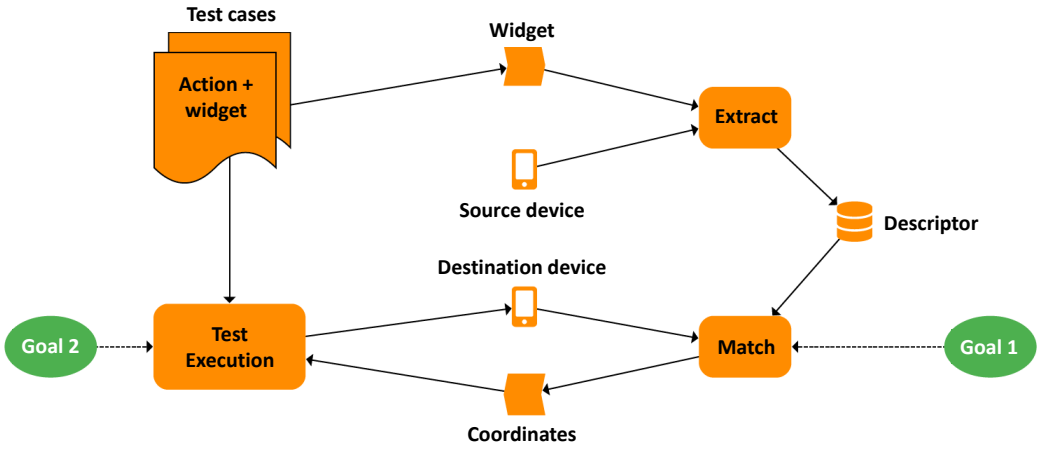 Test cases
Widget
Action +
widget
Extract
Source device
Descriptor
Destination device
Goal 2
Test
Execution
Match
Goal 1
Coordinates